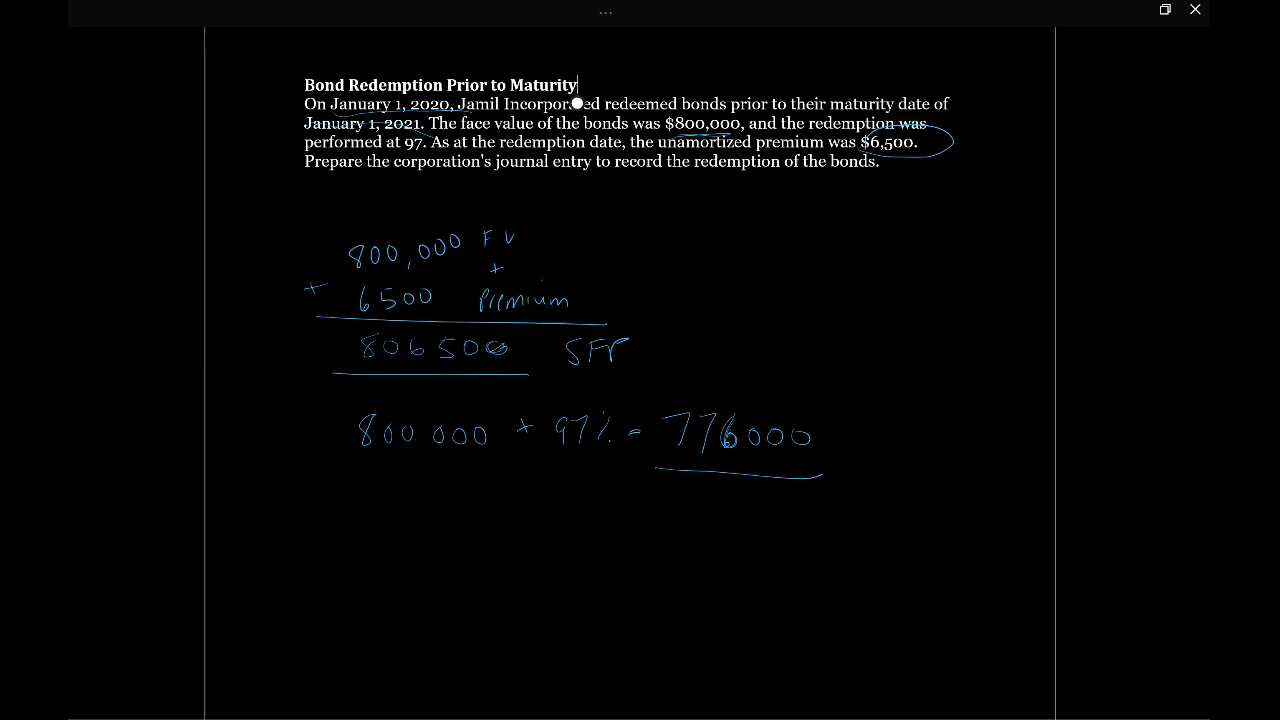 Bond Redemption Prior to Maturity
On January 1, 2020, Jamil Incorporated redeemed bonds prior to their maturity date of
January 1, 2021. The face value of the bonds was $800,000, and the redemption was
performed at 97. As at the redemption date, the unamortized premium was $6,500.
Prepare the corporation's journal entry to record the redemption of the bonds.
800,000 FV
+
+ 6500 Premium
806500 SFP
800 000 + 97% = 776000